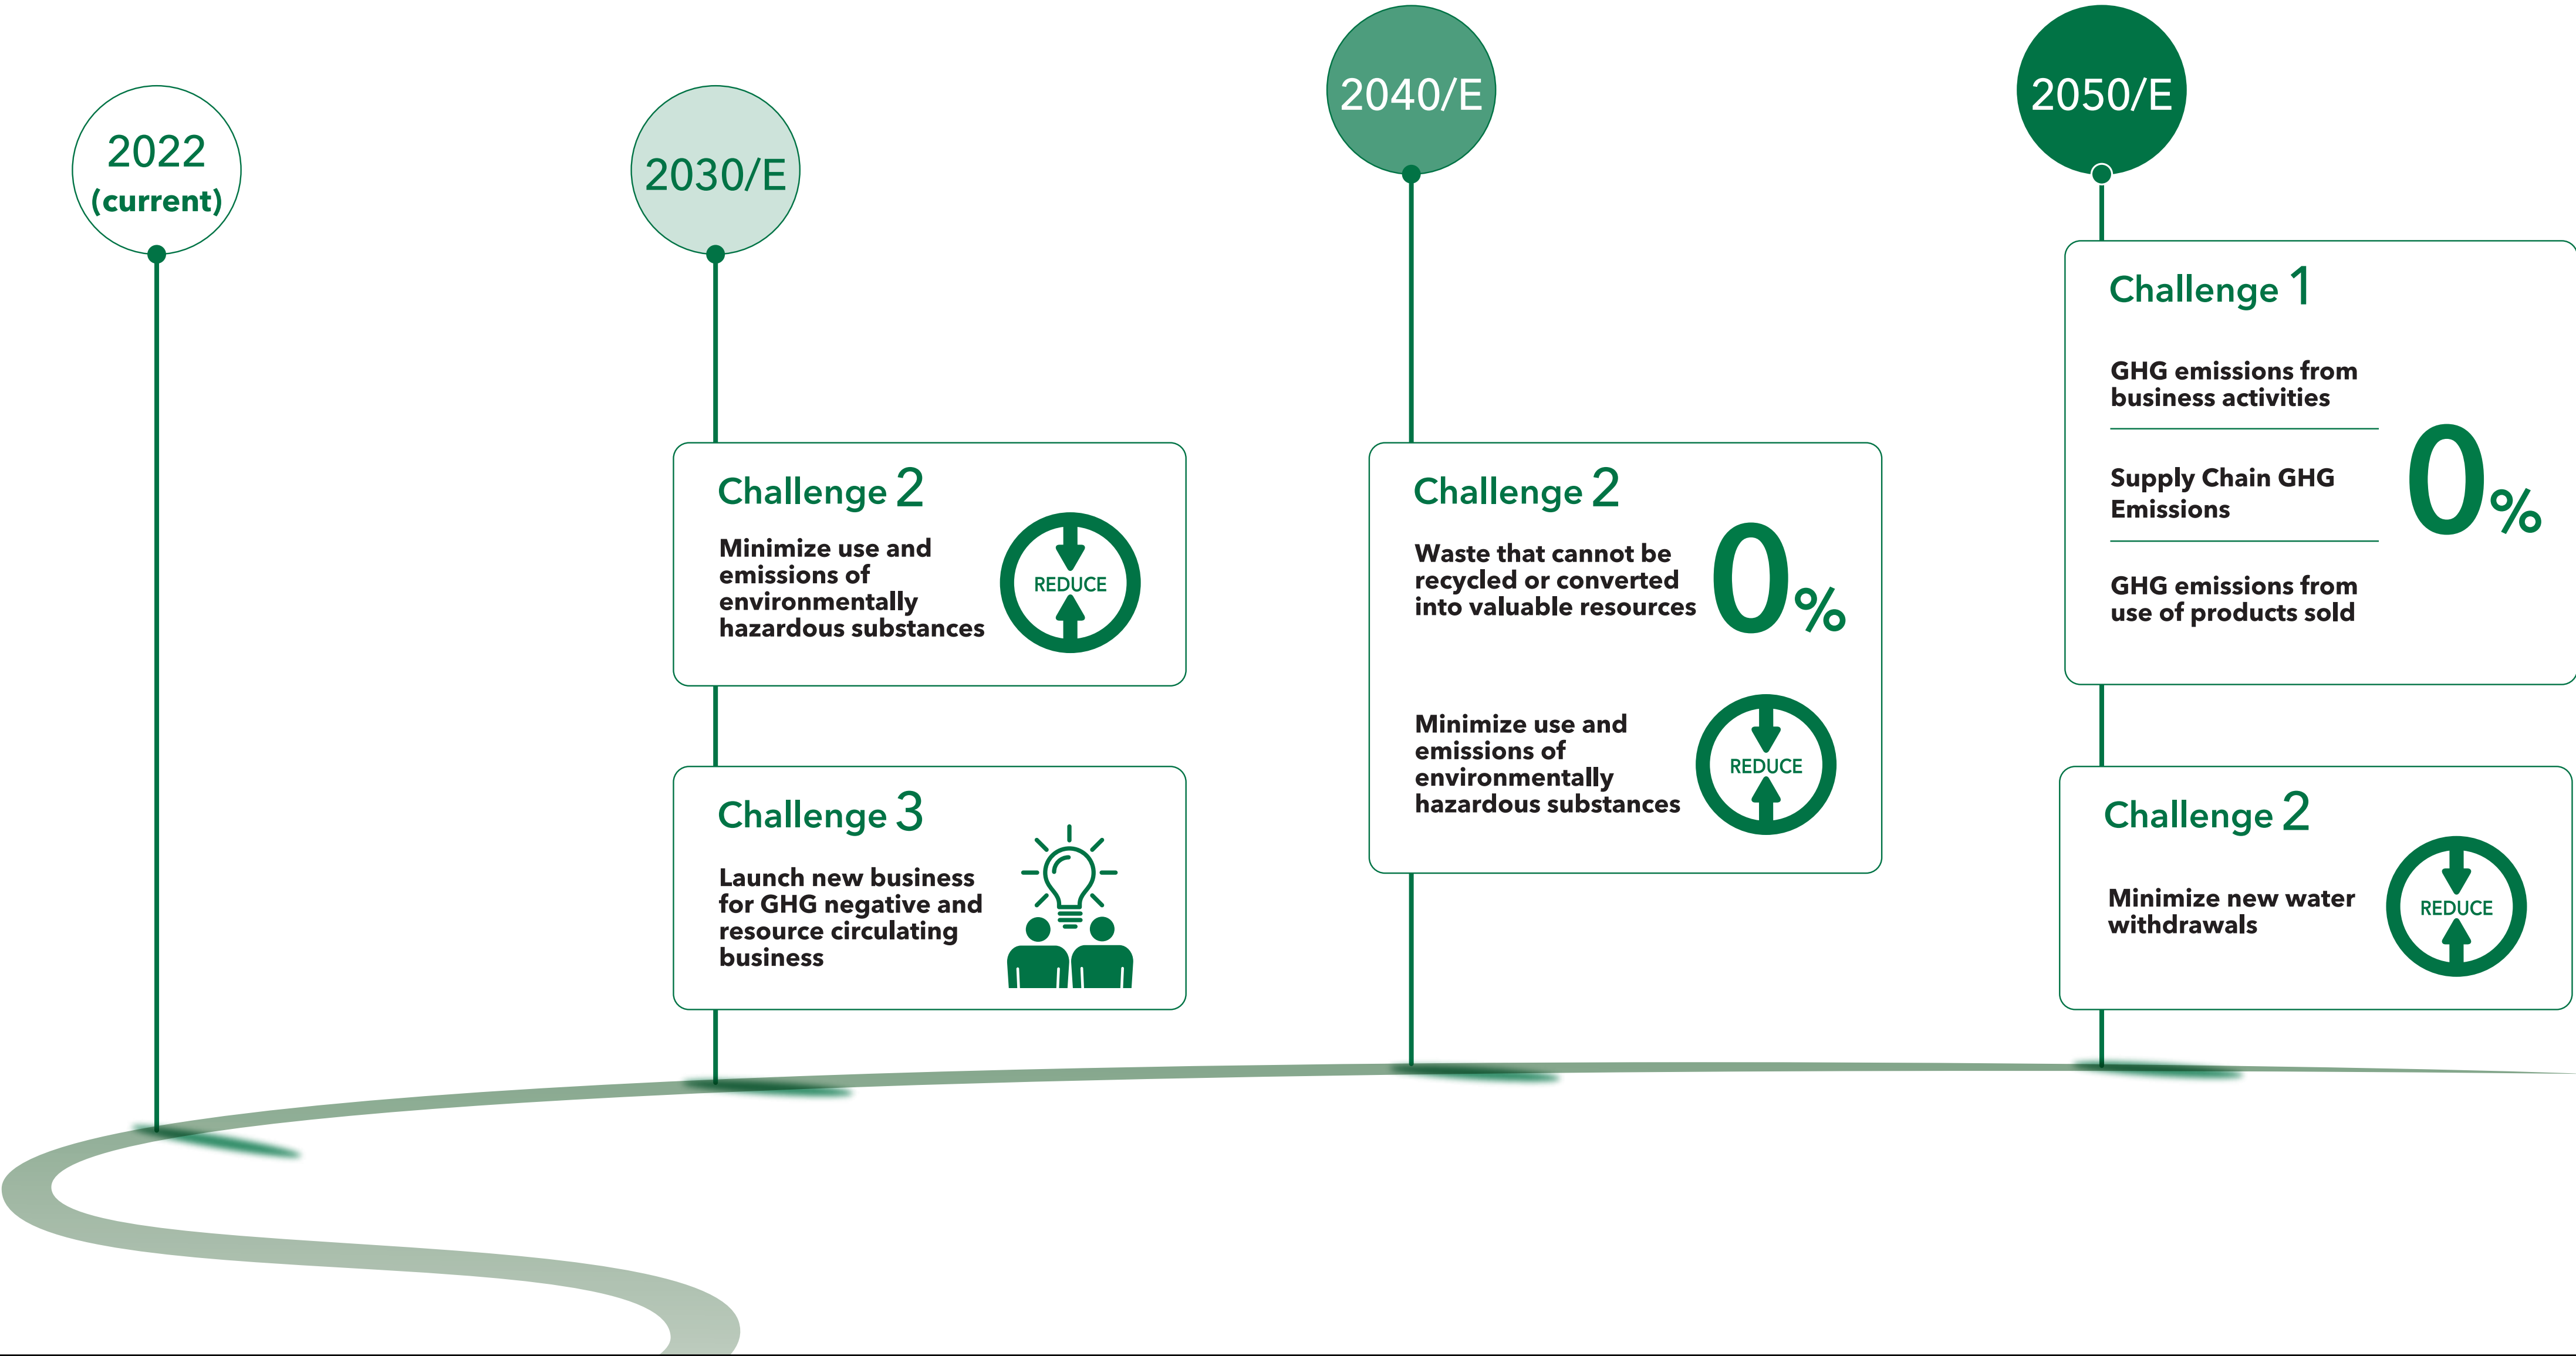 2022
(current)
2030/E
Challenge 2
Minimize use and
emissions of
environmentally
hazardous substances
REDUCE
Challenge 3
Launch new business
for GHG negative and
resource circulating
business
2040/E
Challenge 2
Waste that cannot be
recycled or converted
into valuable resources
0%
Minimize use and
emissions of
environmentally
hazardous substances
REDUCE
2050/E
Challenge 1
GHG emissions from
business activities
Supply Chain GHG
Emissions
GHG emissions from
use of products sold
0%
Challenge 2
Minimize new water
withdrawals
REDUCE